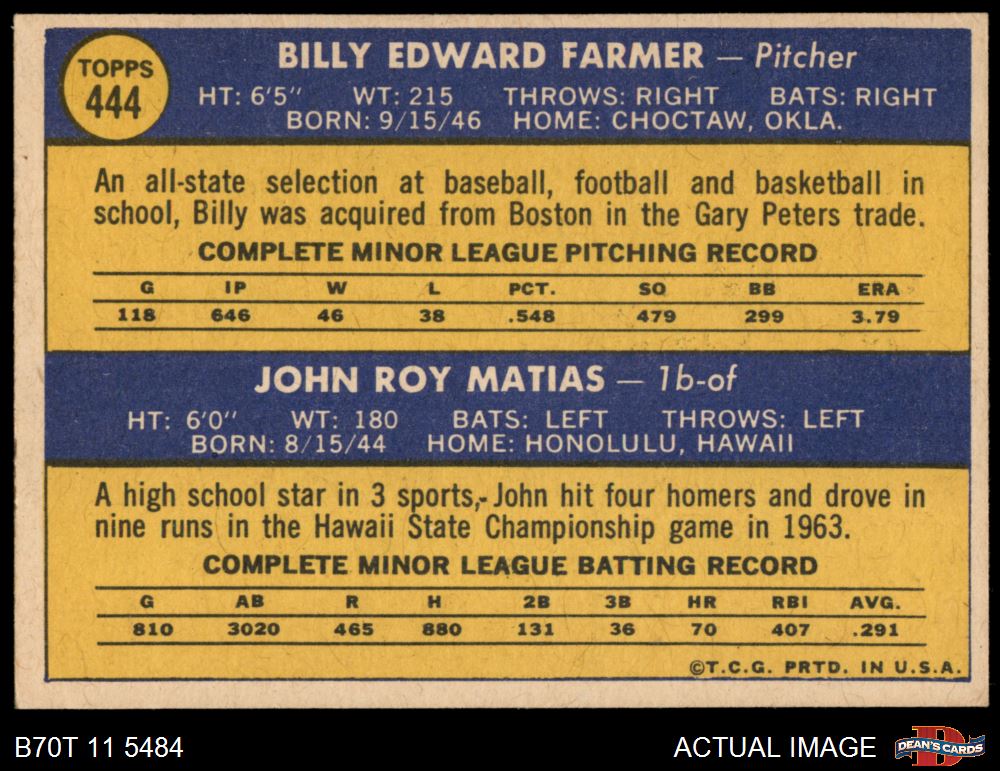 TOPPS
444
BILLY EDWARD FARMER — Pitcher
HT: 6'5" WT: 215 THROWS: RIGHT BATS: RIGHT
BORN: 9/15/46 HOME: CHOCTAW, OKLA.
An all-state selection at baseball, football and basketball in
school, Billy was acquired from Boston in the Gary Peters trade.
COMPLETE MINOR LEAGUE PITCHING RECORD
G IP W L PCT. SO BB ERA
118 646 46 38 .548 479 299 3.79
JOHN ROY MATIAS — 1b-of
HT: 6'0" WT: 180 BATS: LEFT THROWS: LEFT
BORN: 8/15/44 HOME: HONOLULU, HAWAII
A high school star in 3 sports,- John hit four homers and drove in
nine runs in the Hawaii State Championship game in 1963.
COMPLETE MINOR LEAGUE BATTING RECORD
G AB R H 2B 3B HR RBI AVG.
810 3020 465 880 131 36 70 407 .291
©T.C.G. PRTD. IN U.S.A.
B70T 11 5484 ACTUAL IMAGE DEAN'S CARDS